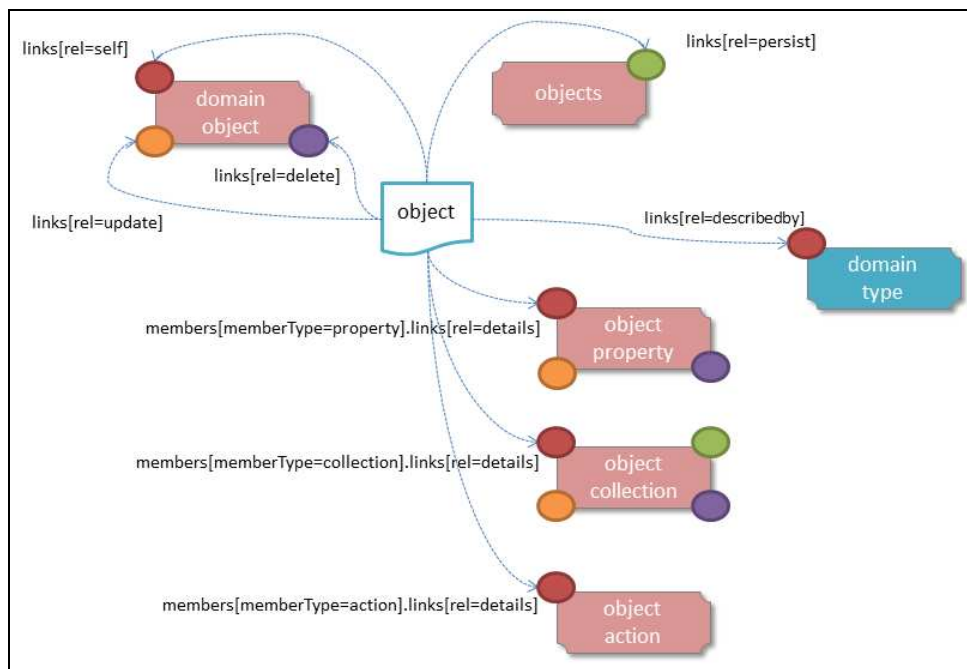 links[rel=self]
links[rel=persist]
domain
object
objects
links[rel=delete]
object
links[rel=update]
links[rel=describedby]
domain
type
members[memberType=property].links[rel=details]
object
property
members[memberType=collection].links[rel=details]
object
collection
members[memberType=action].links[rel=details]
object
action